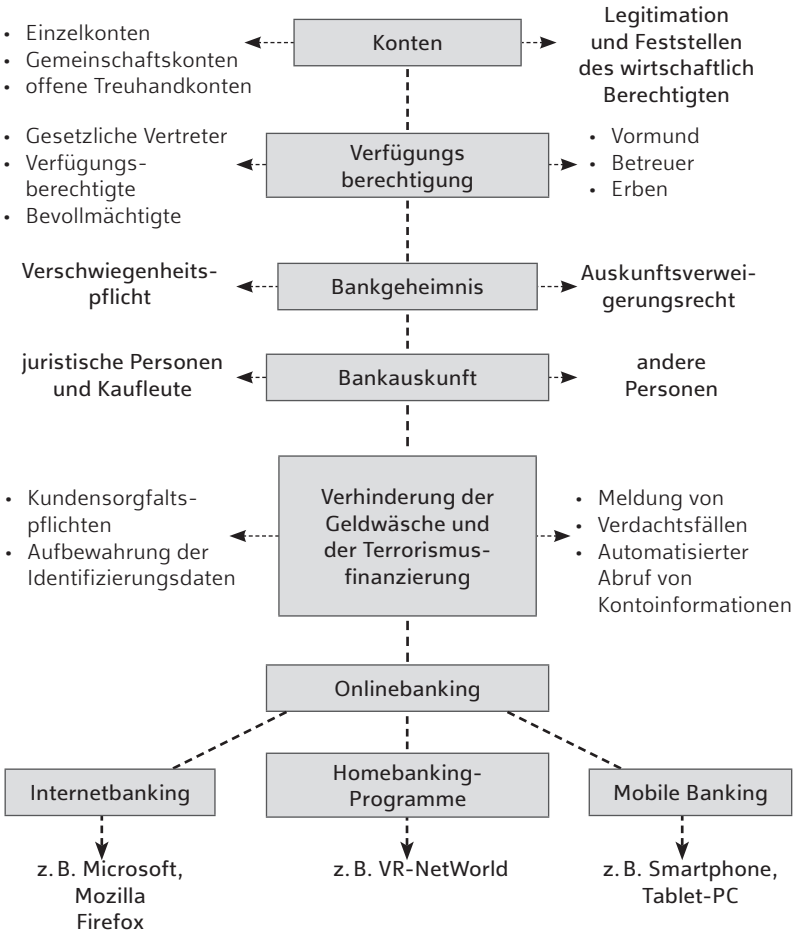 • Einzelkonten
• Gemeinschaftskonten
• offene Treuhandkonten
Konten
Legitimation
und Feststellen
des wirtschaftlich
Berechtigten
• Gesetzliche Vertreter
• Verfügungs-
berechtigte
• Bevollmächtigte
Verfügungs
berechtigung
• Vormund
• Betreuer
• Erben
Verschwiegenheits-
pflicht
Bankgeheimnis
Auskunftsverwei-
gerungsrecht
juristische Personen
und Kaufleute
Bankauskunft
andere
Personen
• Kundensorgfalts-
pflichten
• Aufbewahrung der
Identifizierungsdaten
Verhinderung der
Geldwäsche und
der Terrorismus-
finanzierung
• Meldung von
• Verdachtsfällen
• Automatisierter
Abruf von
Kontoinformationen
Onlinebanking
Internetbanking
Homebanking-
Programme
Mobile Banking
z. B. Microsoft,
Mozilla
Firefox
z. B. VR-NetWorld
z. B. Smartphone,
Tablet-PC